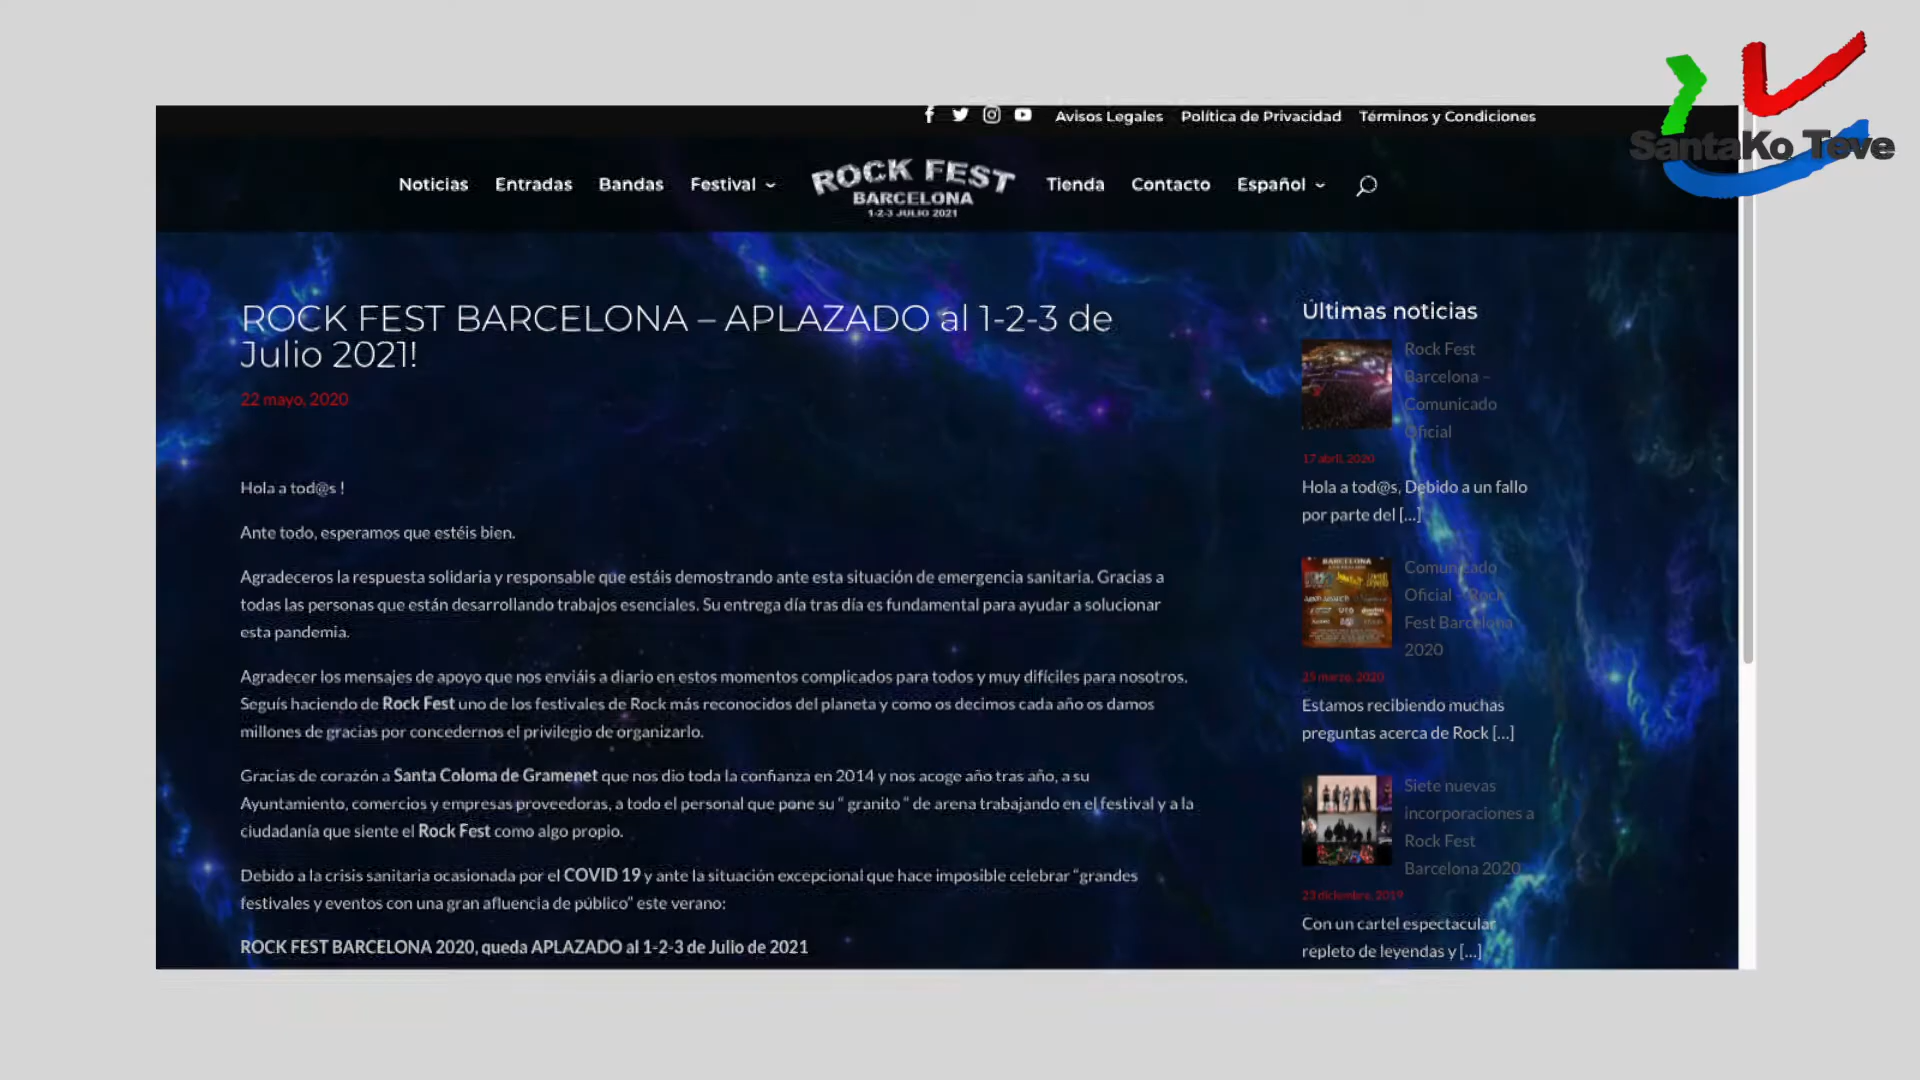 SantaKo Teve
Avisos Legales Política de Privacidad Términos y Condiciones
Noticias Entradas Bandas Festival ROCK FEST Tienda Contacto Español
BARCELONA
1-2-3 JULIO 2021
ROCK FEST BARCELONA – APLAZADO al 1-2-3 de
Julio 2021!
22 mayo, 2020
Hola a tod@s !
Ante todo, esperamos que estéis bien.
Agradeceros la respuesta solidaria y responsable que estáis demostrando ante esta situación de emergencia sanitaria. Gracias a
todas las personas que están desarrollando trabajos esenciales. Su entrega día tras día es fundamental para ayudar a solucionar
esta pandemia.
Agradecer los mensajes de apoyo que nos enviáis a diario en estos momentos complicados para todos y muy difíciles para nosotros.
Seguís haciendo de Rock Fest uno de los festivales de Rock más reconocidos del planeta y como os decimos cada año os damos
millones de gracias por concedernos el privilegio de organizarlo.
Gracias de corazón a Santa Coloma de Gramenet que nos dio toda la confianza en 2014 y nos acoge año tras año, a su
Ayuntamiento, comercios y empresas proveedoras, a todo el personal que pone su “ granito “ de arena trabajando en el festival y a la
ciudadanía que siente el Rock Fest como algo propio.
Debido a la crisis sanitaria ocasionada por el COVID 19 y ante la situación excepcional que hace imposible celebrar “grandes
festivales y eventos con una gran afluencia de público” este verano:
ROCK FEST BARCELONA 2020, queda APLAZADO al 1-2-3 de Julio de 2021
Últimas noticias
Rock Fest
Barcelona –
Comunicado
Oficial
17 abril, 2020
Hola a tod@s, Debido a un fallo
por parte del [...]
BARCELONA
Comunicado
Oficial – Rock
Fest Barcelona
2020
25 marzo, 2020
Estamos recibiendo muchas
preguntas acerca de Rock [...]
Siete nuevas
incorporaciones a
Rock Fest
Barcelona 2020
23 diciembre, 2019
Con un cartel espectacular
repleto de leyendas y [...]